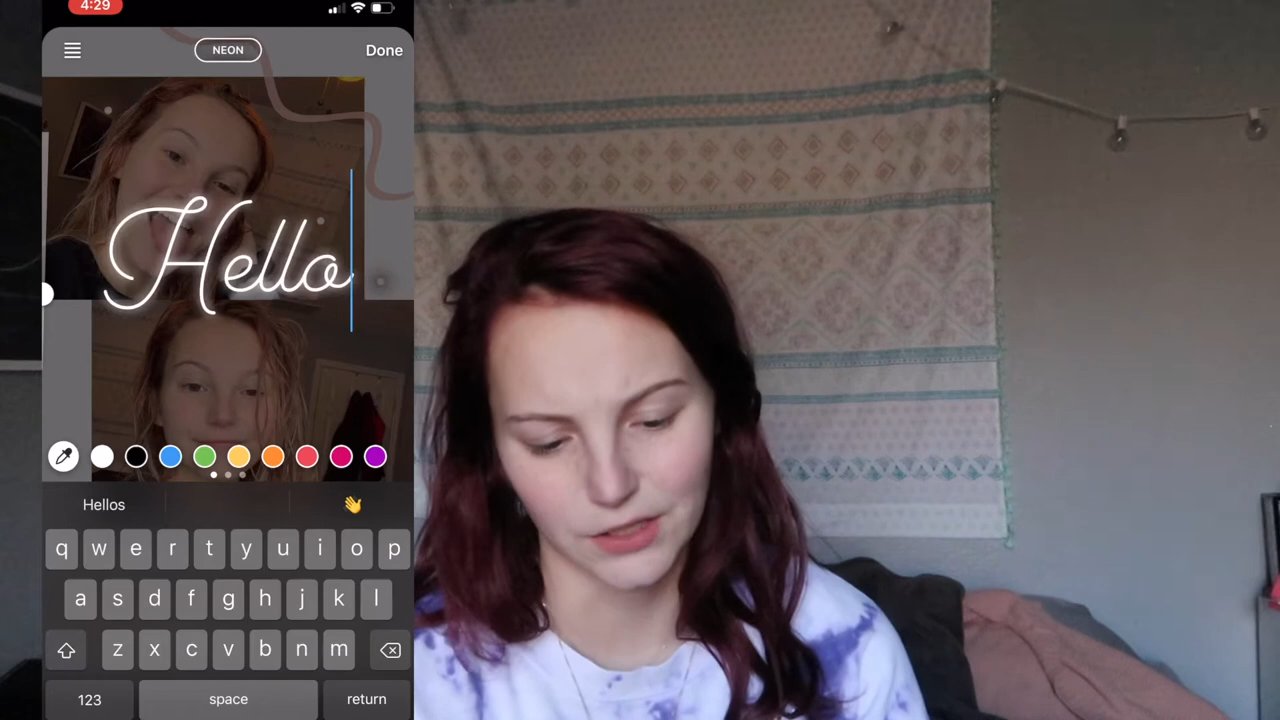 4:29
NEON
Done
Hello
Hellos 👋
q w e r t y u i o p
a s d f g h j k l
z x c v b n m
123 space return